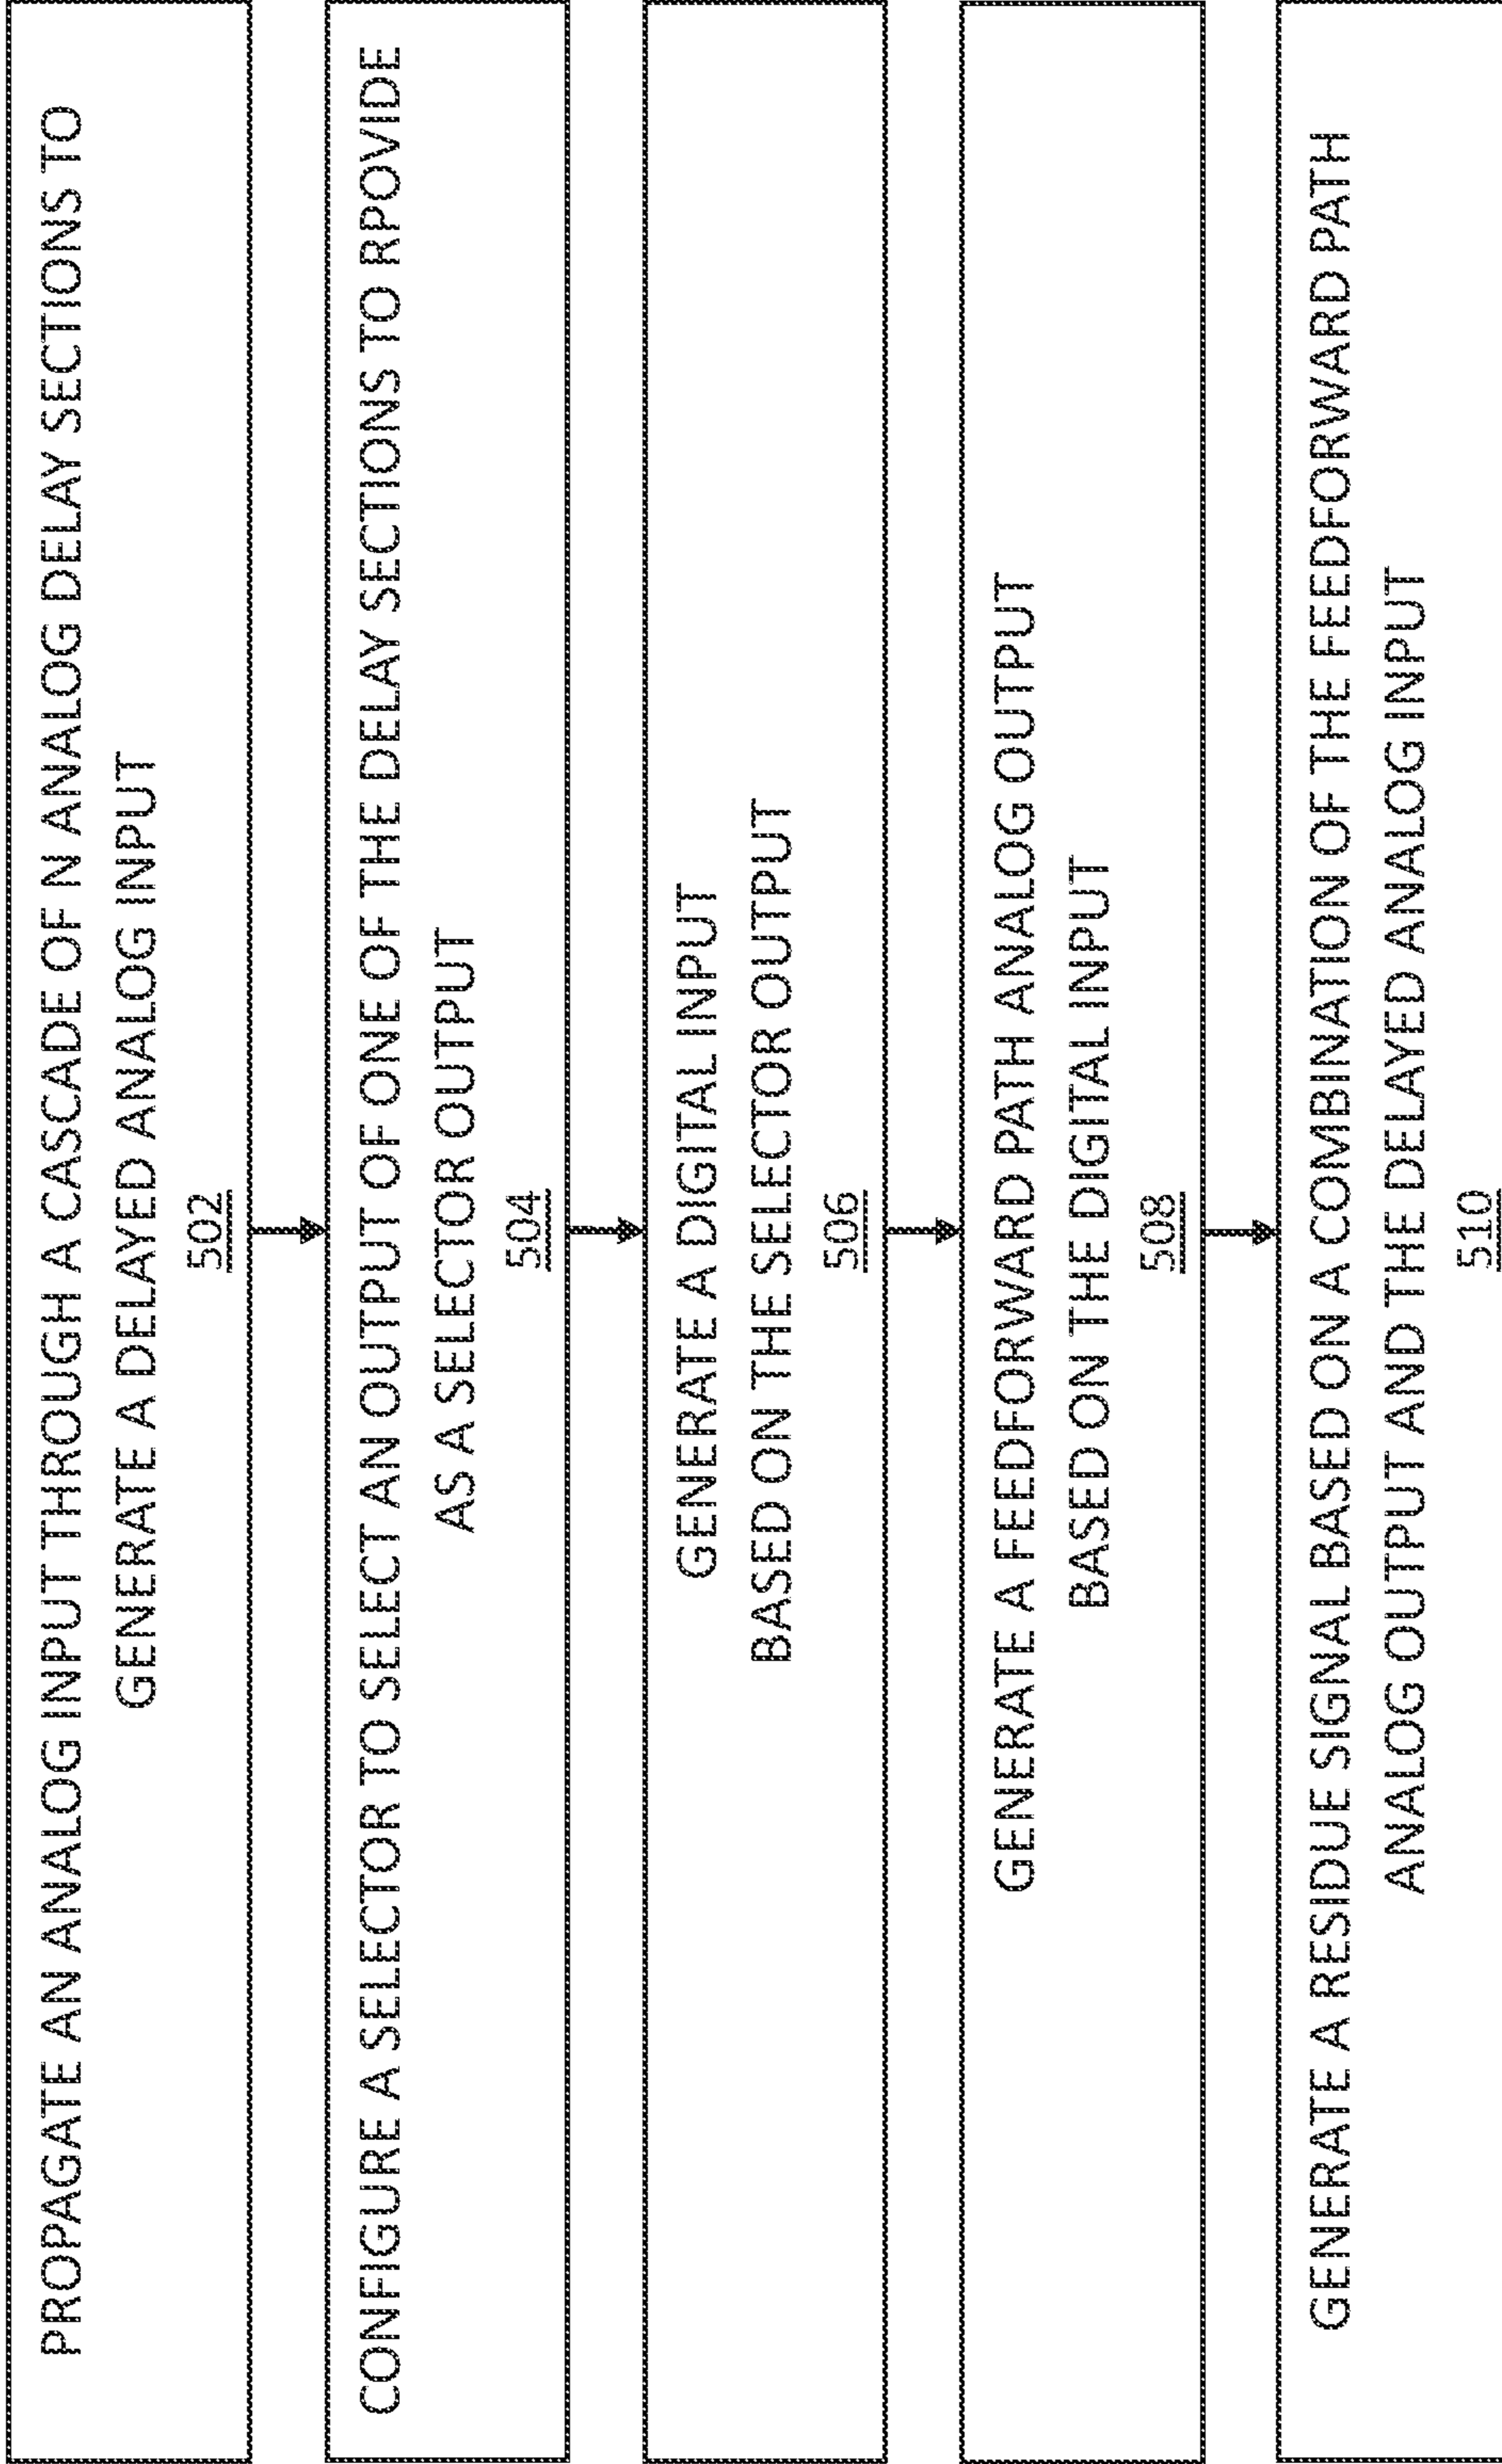 PROPAGATE AN ANALOG INPUT THROUGH A CASCADE OF N ANALOG DELAY SECTIONS TO
GENERATE A DELAYED ANALOG INPUT
502
CONFIGURE A SELECTOR TO SELECT AN OUTPUT OF ONE OF THE DELAY SECTIONS TO RPOVIDE
AS A SELECTOR OUTPUT
504
GENERATE A DIGITAL INPUT
BASED ON THE SELECTOR OUTPUT
506
GENERATE A FEEDFORWARD PATH ANALOG OUTPUT
BASED ON THE DIGITAL INPUT
508
GENERATE A RESIDUE SIGNAL BASED ON A COMBINATION OF THE FEEDFORWARD PATH
ANALOG OUTPUT AND THE DELAYED ANALOG INPUT
510